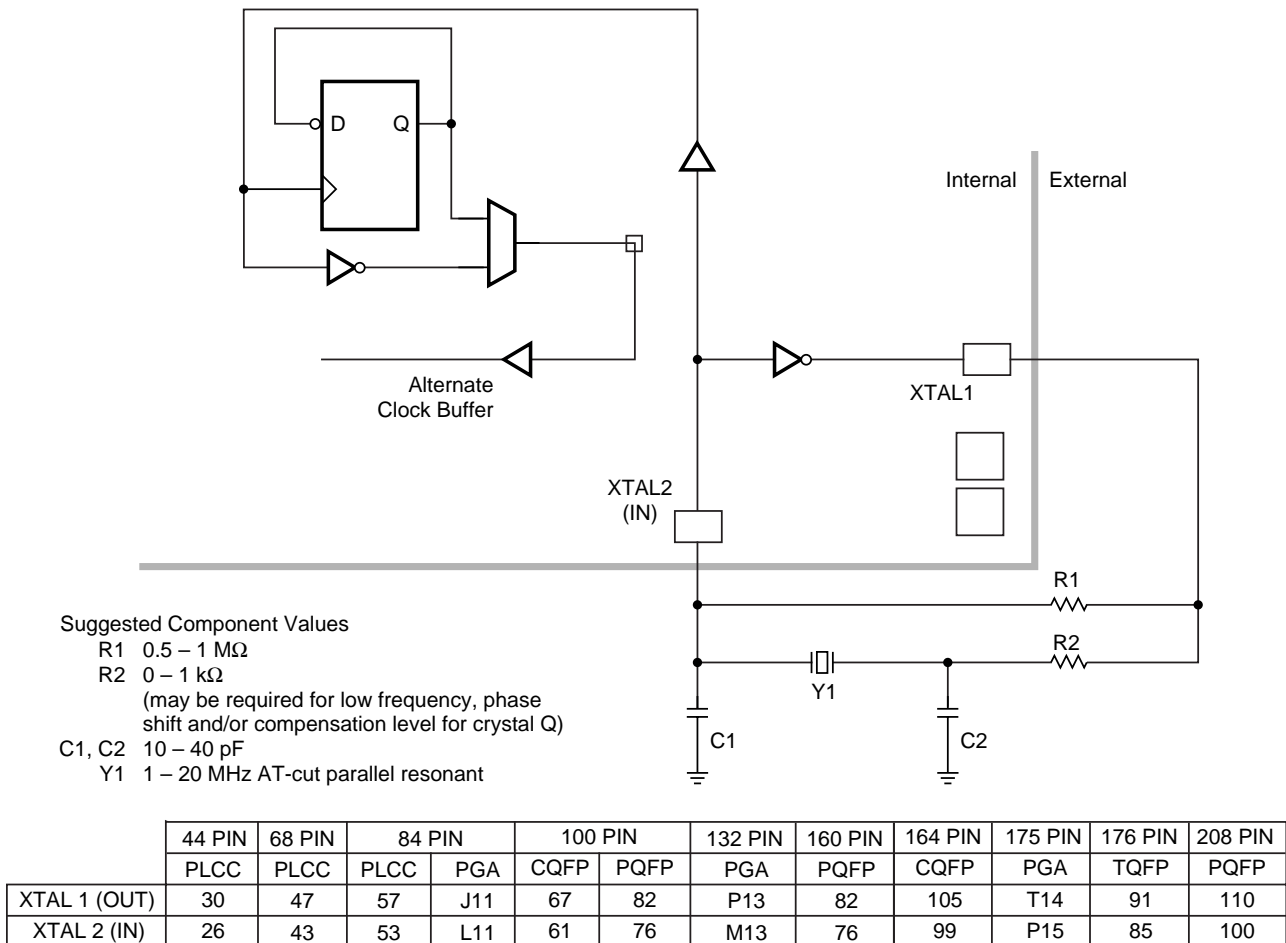 D Q
Internal External
Alternate
Clock Buffer
XTAL1
XTAL2
(IN)
R1
R2
Y1
C1
C2
Suggested Component Values
R1 0.5 – 1 MΩ
R2 0 – 1 kΩ
(may be required for low frequency, phase
shift and/or compensation level for crystal Q)
C1, C2 10 – 40 pF
Y1 1 – 20 MHz AT-cut parallel resonant
44 PIN 68 PIN 84 PIN 100 PIN 132 PIN 160 PIN 164 PIN 175 PIN 176 PIN 208 PIN
PLCC PLCC PLCC PGA CQFP PQFP PGA PQFP CQFP PGA TQFP PQFP
XTAL 1 (OUT) 30 47 57 J11 67 82 P13 82 105 T14 91 110
XTAL 2 (IN) 26 43 53 L11 61 76 M13 76 99 P15 85 100